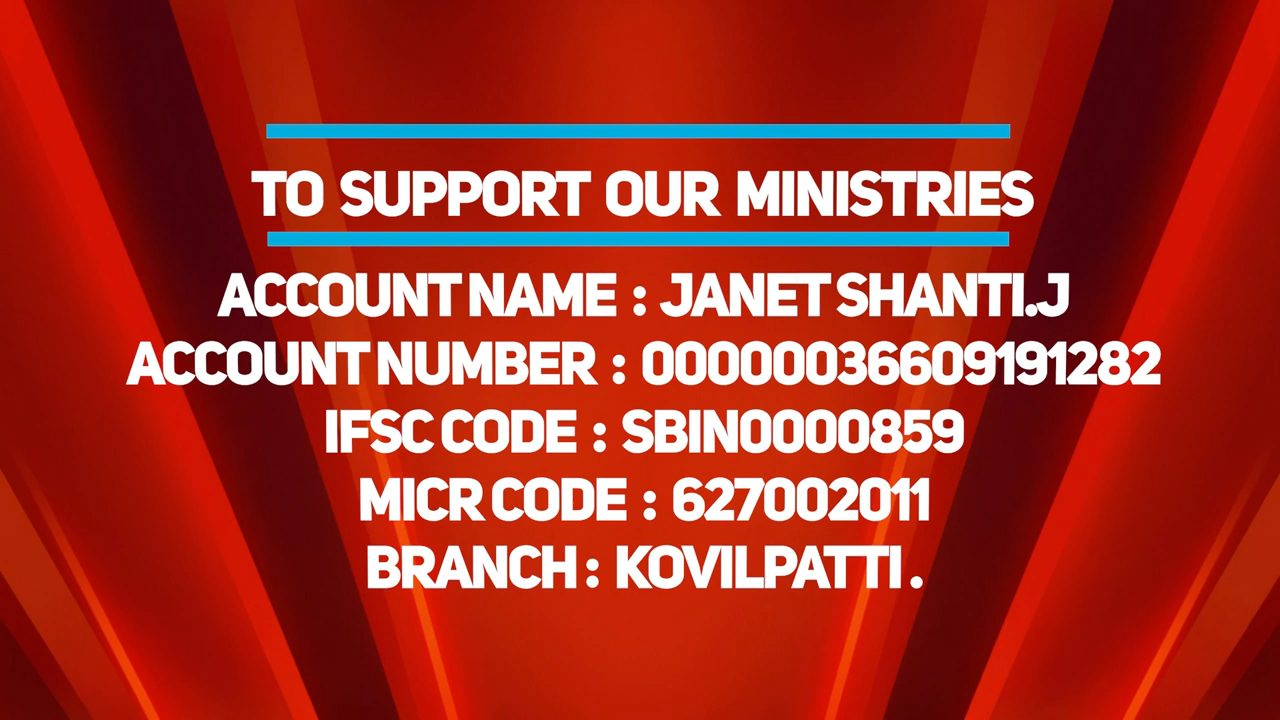 TO SUPPORT OUR MINISTRIES
ACCOUNT NAME : JANET SHANTI.J
ACCOUNT NUMBER : 00000036609191282
IFSC CODE : SBIN0000859
MICR CODE : 627002011
BRANCH : KOVILPATTI .